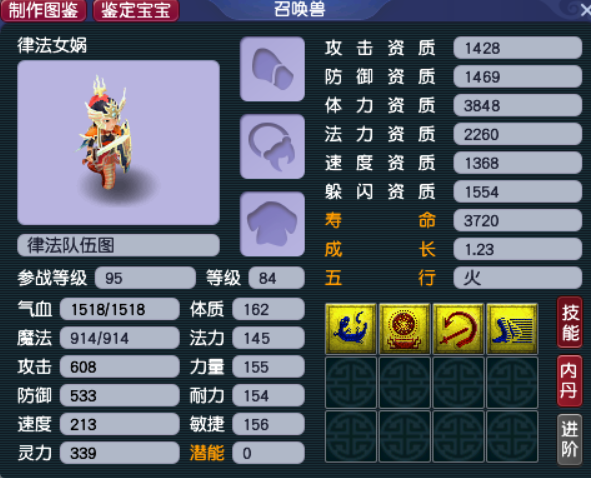 制作图鉴 鉴定宝宝 召唤兽
律法女娲
律法队伍图
参战等级 95 等级 84
气血 1518/1518 体质 162
魔法 914/914 法力 145
攻击 608 力量 155
防御 533 耐力 154
速度 213 敏捷 156
灵力 339 潜能 0
攻击资质 1428
防御资质 1469
体力资质 3848
法力资质 2260
速度资质 1368
躲闪资质 1554
寿命 3720
成长 1.23
五行 火
技能
内丹
进阶